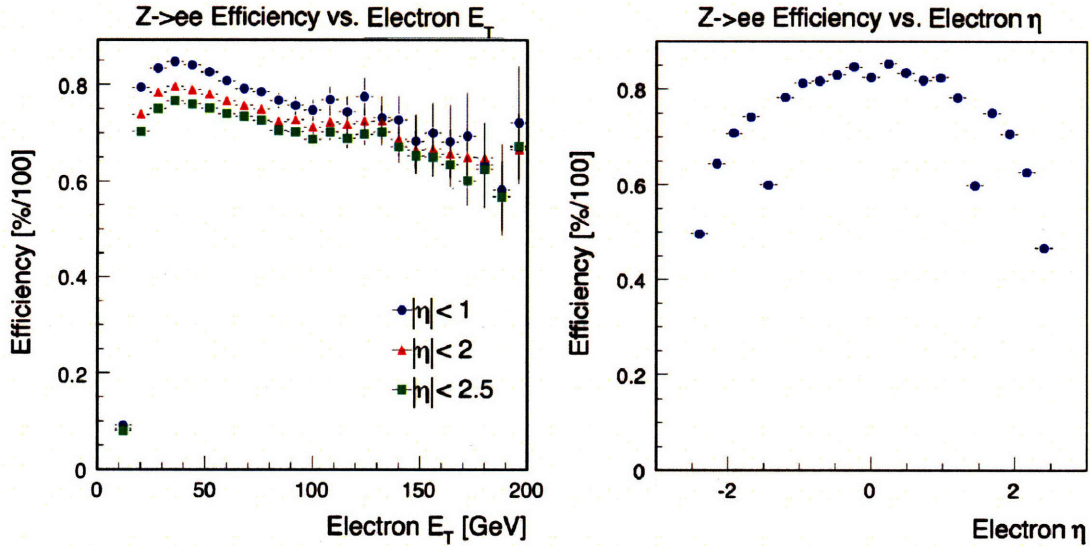 Z->ee Efficiency vs. Electron E_T
Efficiency [%/100]
0.8
0.6
0.4
0.2
0
0 50 100 150 200
Electron E_T [GeV]
|η| < 1
|η| < 2
|η| < 2.5
Z->ee Efficiency vs. Electron η
Efficiency [%/100]
0.8
0.6
0.4
0.2
0
-2 0 2
Electron η